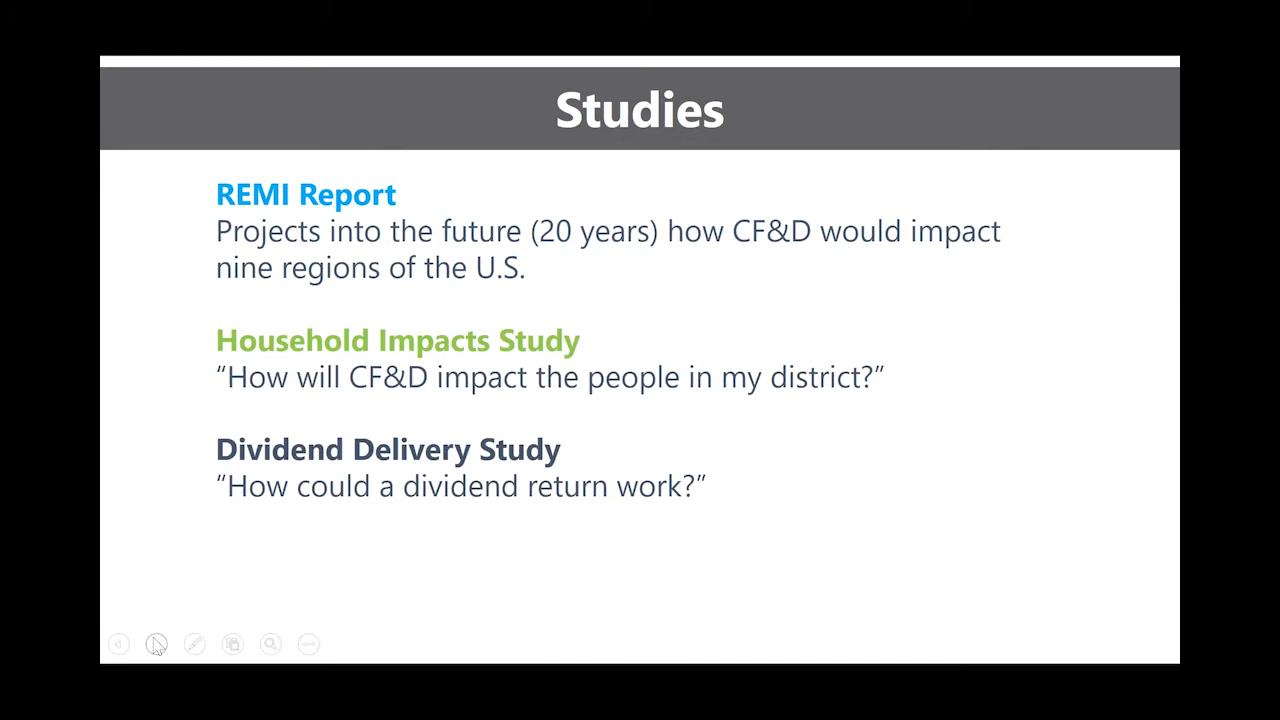 Studies
REMI Report
Projects into the future (20 years) how CF&D would impact
nine regions of the U.S.
Household Impacts Study
“How will CF&D impact the people in my district?”
Dividend Delivery Study
“How could a dividend return work?”